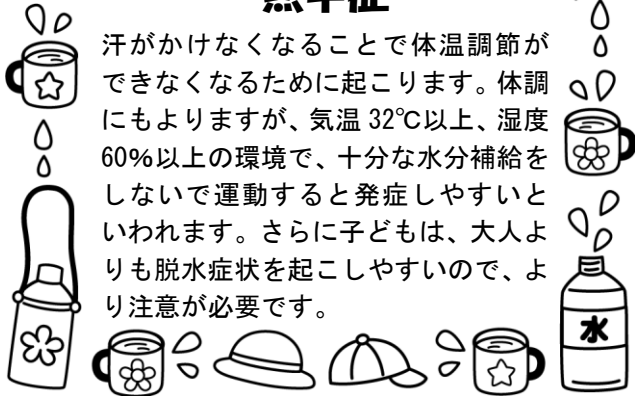 熱中症
汗がかけなくなることで体温調節が
できなくなるために起こります。体調
にもよりますが、気温 32℃以上、湿度
60%以上の環境で、十分な水分補給を
しないで運動すると発症しやすいと
いわれます。さらに子どもは、大人よ
りも脱水症状を起こしやすいので、よ
り注意が必要です。
水